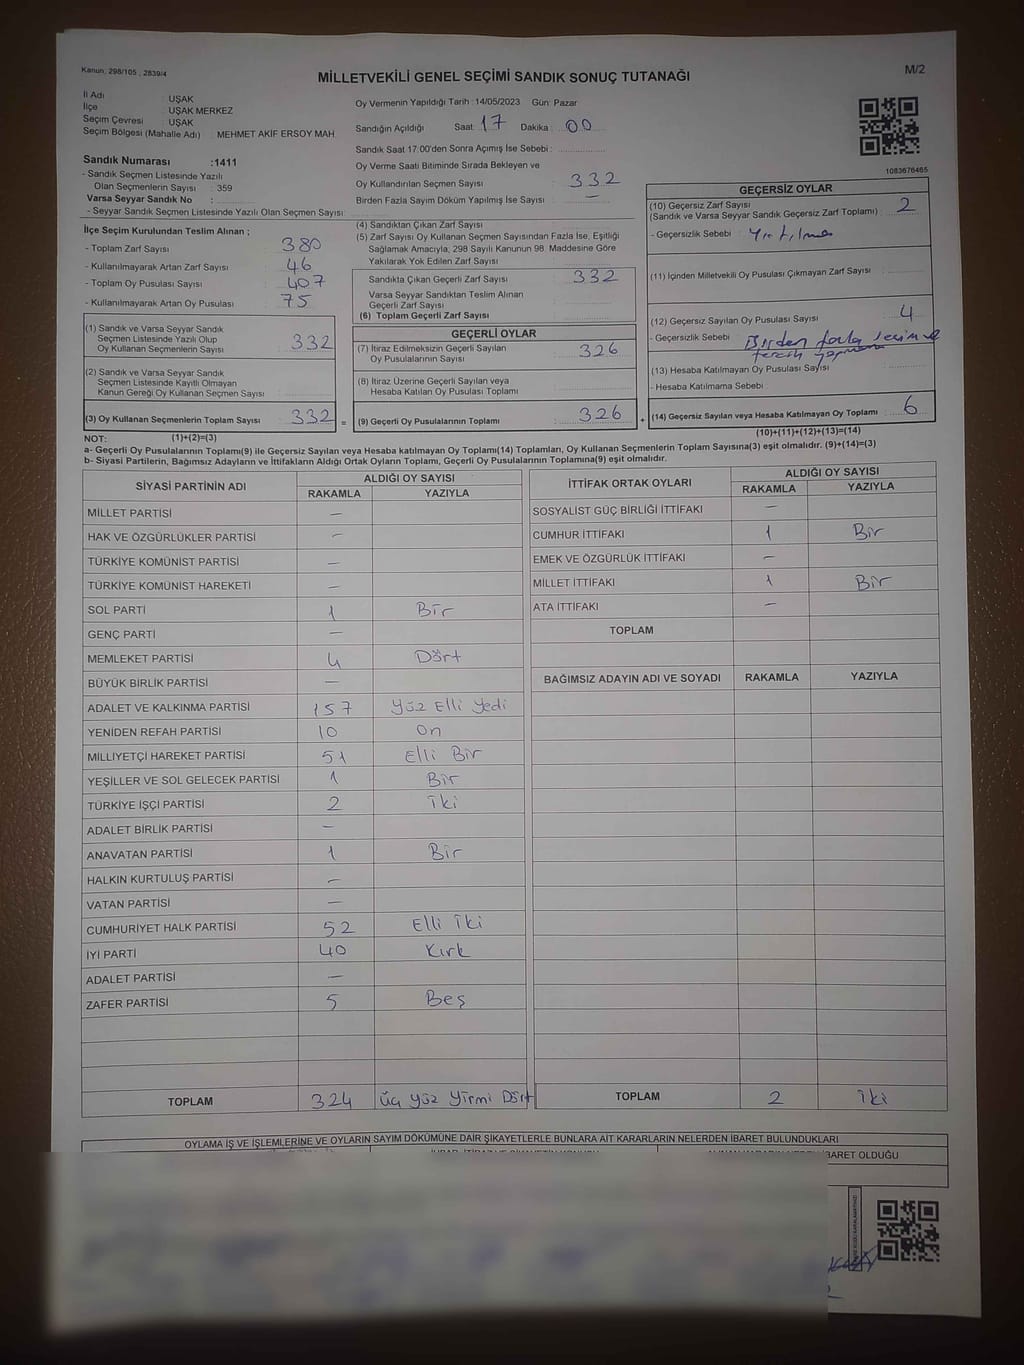 Kanun; 298/105 ; 2839/4
MİLLETVEKİLİ GENEL SEÇİMİ SANDIK SONUÇ TUTANAĞI
M/2
İl Adı : UŞAK
İlçe : UŞAK MERKEZ
Seçim Çevresi : UŞAK
Seçim Bölgesi (Mahalle Adı) : MEHMET AKİF ERSOY MAH.
Sandık Numarası :1411
- Sandık Seçmen Listesinde Yazılı
Olan Seçmenlerin Sayısı : 359
Varsa Seyyar Sandık No :
- Seyyar Sandık Seçmen Listesinde Yazılı Olan Seçmen Sayısı:
İlçe Seçim Kurulundan Teslim Alınan ;
- Toplam Zarf Sayısı : 380
- Kullanılmayarak Artan Zarf Sayısı : 46
- Toplam Oy Pusulası Sayısı : 407
- Kullanılmayarak Artan Oy Pusulası : 75
Oy Vermenin Yapıldığı Tarih : 14/05/2023 Gün: Pazar
Sandığın Açıldığı Saat : 17 Dakika : 00
Sandık Saat 17:00'den Sonra Açımış İse Sebebi :
Oy Verme Saati Bitiminde Sırada Bekleyen ve
Oy Kullandırılan Seçmen Sayısı : 332
Birden Fazla Sayım Döküm Yapılmış İse Sayısı : —
(4) Sandıktan Çıkan Zarf Sayısı
(5) Zarf Sayısı Oy Kullanan Seçmen Sayısından Fazla İse, Eşitliği
Sağlamak Amacıyla, 298 Sayılı Kanunun 98. Maddesine Göre
Yakılarak Yok Edilen Zarf Sayısı :
Sandıkta Çıkan Geçerli Zarf Sayısı : 332
Varsa Seyyar Sandıktan Teslim Alınan
Geçerli Zarf Sayısı
(6) Toplam Geçerli Zarf Sayısı :
1083676465
GEÇERSİZ OYLAR
(10) Geçersiz Zarf Sayısı
(Sandık ve Varsa Seyyar Sandık Geçersiz Zarf Toplamı) : 2
- Geçersizlik Sebebi : Yırtılma
(11) İçinden Milletvekili Oy Pusulası Çıkmayan Zarf Sayısı :
(12) Geçersiz Sayılan Oy Pusulası Sayısı : 4
- Geçersizlik Sebebi : Birden fazla seçim ve
tercih yapması
(13) Hesaba Katılmayan Oy Pusulası Sayısı
- Hesaba Katılmama Sebebi :
(14) Geçersiz Sayılan veya Hesaba Katılmayan Oy Toplamı : 6
(10)+(11)+(12)+(13)=(14)
(1) Sandık ve Varsa Seyyar Sandık
Seçmen Listesinde Yazılı Olup
Oy Kullanan Seçmenlerin Sayısı : 332
(2) Sandık ve Varsa Seyyar Sandık
Seçmen Listesinde Kayıtlı Olmayan
Kanun Gereği Oy Kullanan Seçmen Sayısı :
(3) Oy Kullanan Seçmenlerin Toplam Sayısı : 332 =
GEÇERLİ OYLAR
(7) İtiraz Edilmeksizin Geçerli Sayılan
Oy Pusulalarının Sayısı : 326
(8) İtiraz Üzerine Geçerli Sayılan veya
Hesaba Katılan Oy Pusulası Toplamı :
(9) Geçerli Oy Pusulalarının Toplamı : 326 +
NOT: (1)+(2)=(3)
a- Geçerli Oy Pusulalarının Toplamı(9) ile Geçersiz Sayılan veya Hesaba katılmayan Oy Toplamı(14) Toplamları, Oy Kullanan Seçmenlerin Toplam Sayısına(3) eşit olmalıdır. (9)+(14)=(3)
b- Siyasi Partilerin, Bağımsız Adayların ve İttifakların Aldığı Ortak Oyların Toplamı, Geçerli Oy Pusulalarının Toplamına(9) eşit olmalıdır.
SİYASİ PARTİNİN ADI ALDIĞI OY SAYISI
RAKAMLA YAZIYLA
MİLLET PARTİSİ —
HAK VE ÖZGÜRLÜKLER PARTİSİ —
TÜRKİYE KOMÜNİST PARTİSİ —
TÜRKİYE KOMÜNİST HAREKETİ —
SOL PARTİ 1 Bir
GENÇ PARTİ —
MEMLEKET PARTİSİ 4 Dört
BÜYÜK BİRLİK PARTİSİ —
ADALET VE KALKINMA PARTİSİ 157 Yüz Elli Yedi
YENİDEN REFAH PARTİSİ 10 On
MİLLİYETÇİ HAREKET PARTİSİ 51 Elli Bir
YEŞİLLER VE SOL GELECEK PARTİSİ 1 Bir
TÜRKİYE İŞÇİ PARTİSİ 2 İki
ADALET BİRLİK PARTİSİ —
ANAVATAN PARTİSİ 1 Bir
HALKIN KURTULUŞ PARTİSİ —
VATAN PARTİSİ —
CUMHURİYET HALK PARTİSİ 52 Elli İki
İYİ PARTİ 40 Kırk
ADALET PARTİSİ —
ZAFER PARTİSİ 5 Beş
TOPLAM 324 Üç Yüz Yirmi Dört
İTTİFAK ORTAK OYLARI ALDIĞI OY SAYISI
RAKAMLA YAZIYLA
SOSYALİST GÜÇ BİRLİĞİ İTTİFAKI —
CUMHUR İTTİFAKI 1 Bir
EMEK VE ÖZGÜRLÜK İTTİFAKI —
MİLLET İTTİFAKI 1 Bir
ATA İTTİFAKI —
TOPLAM
BAĞIMSIZ ADAYIN ADI VE SOYADI RAKAMLA YAZIYLA
TOPLAM 2 İki
OYLAMA İŞ VE İŞLEMLERİNE VE OYLARIN SAYIM DÖKÜMÜNE DAİR ŞİKAYETLERLE BUNLARA AİT KARARLARIN NELERDEN İBARET BULUNDUKLARI
BARET OLDUĞU